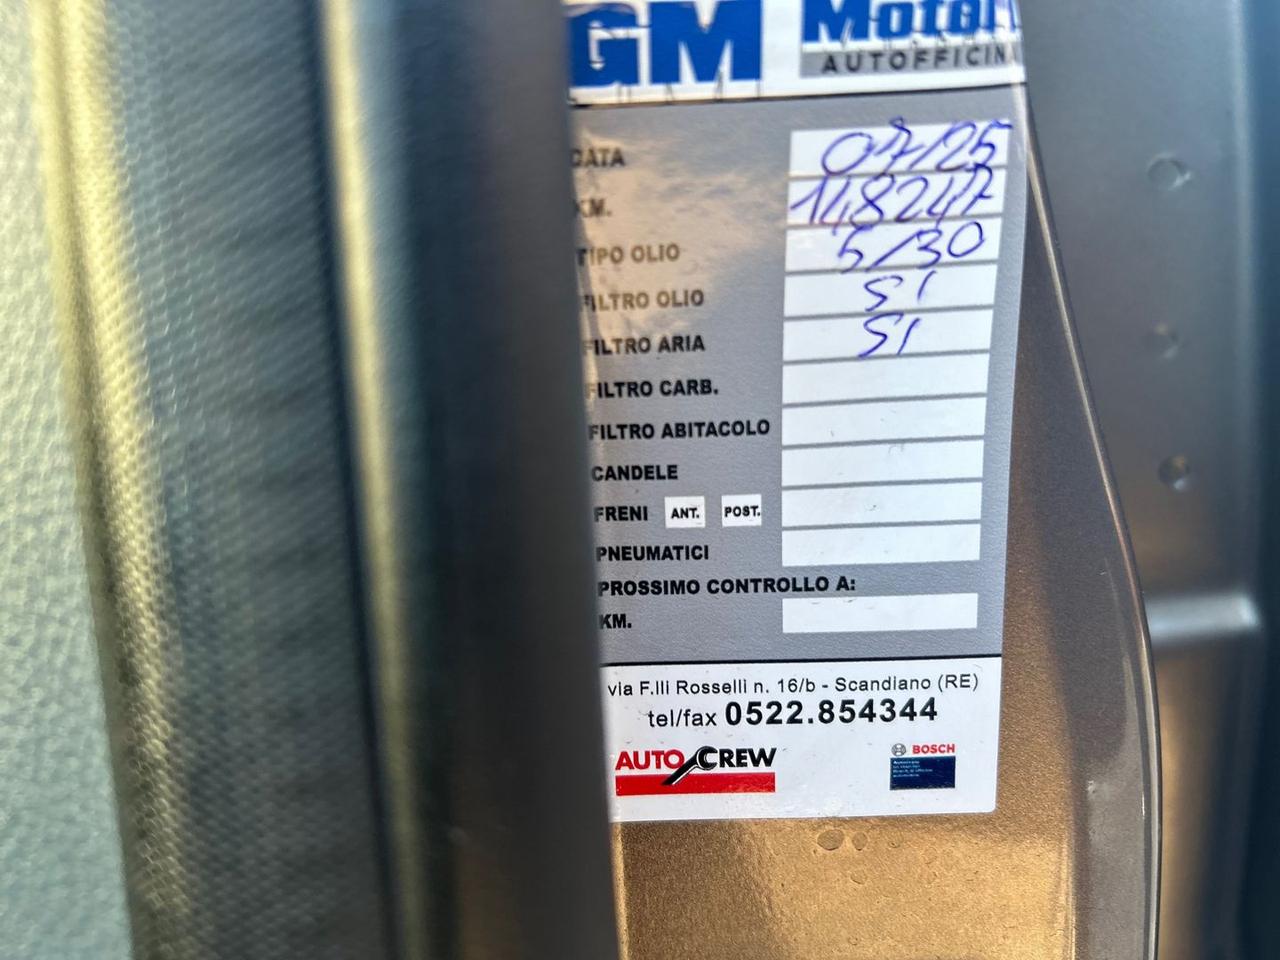 GM Motor
AUTOFFICIN
DATA 07/25
KM. 148247
TIPO OLIO 5/30
FILTRO OLIO SI
FILTRO ARIA SI
FILTRO CARB.
FILTRO ABITACOLO
CANDELE
FRENI ANT. POST.
PNEUMATICI
PROSSIMO CONTROLLO A:
KM.
via F.lli Rosselli n. 16/b - Scandiano (RE)
tel/fax 0522.854344
AUTO CREW
BOSCH